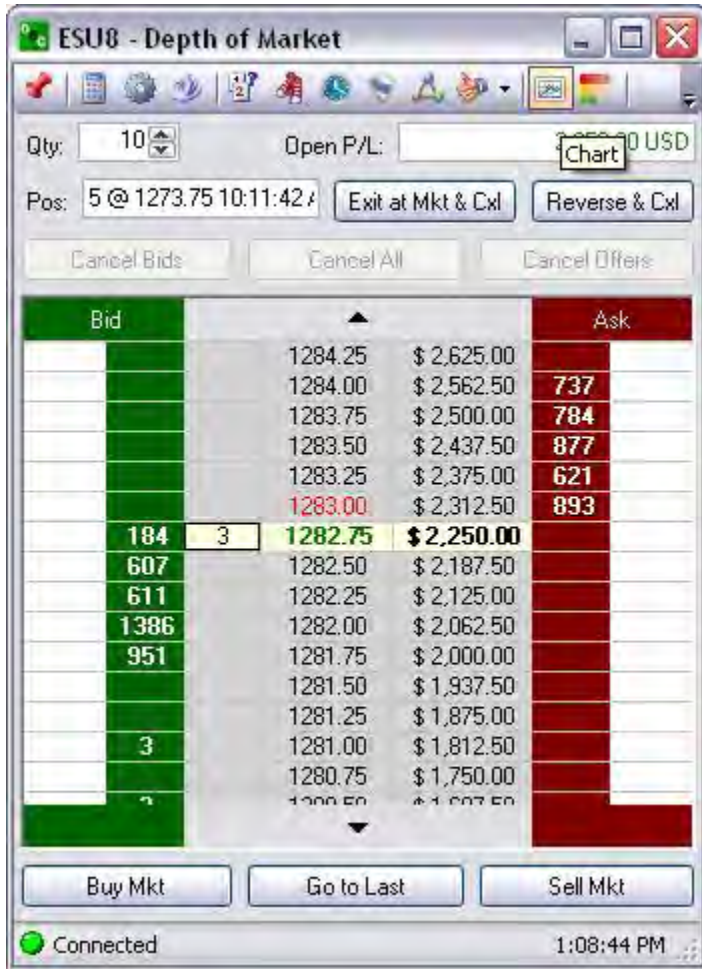 ESU8 - Depth of Market
Qty: 10 Open P/L: USD
Chart
Pos: 5 @ 1273.75 10:11:42 Exit at Mkt & Cxl Reverse & Cxl
Cancel Bids Cancel All Cancel Offers
Bid Ask
1284.25 $ 2,625.00
1284.00 $ 2,562.50 737
1283.75 $ 2,500.00 784
1283.50 $ 2,437.50 877
1283.25 $ 2,375.00 621
1283.00 $ 2,312.50 893
184 3 1282.75 $ 2,250.00
607 1282.50 $ 2,187.50
611 1282.25 $ 2,125.00
1386 1282.00 $ 2,062.50
951 1281.75 $ 2,000.00
1281.50 $ 1,937.50
1281.25 $ 1,875.00
3 1281.00 $ 1,812.50
1280.75 $ 1,750.00
Buy Mkt Go to Last Sell Mkt
Connected 1:08:44 PM